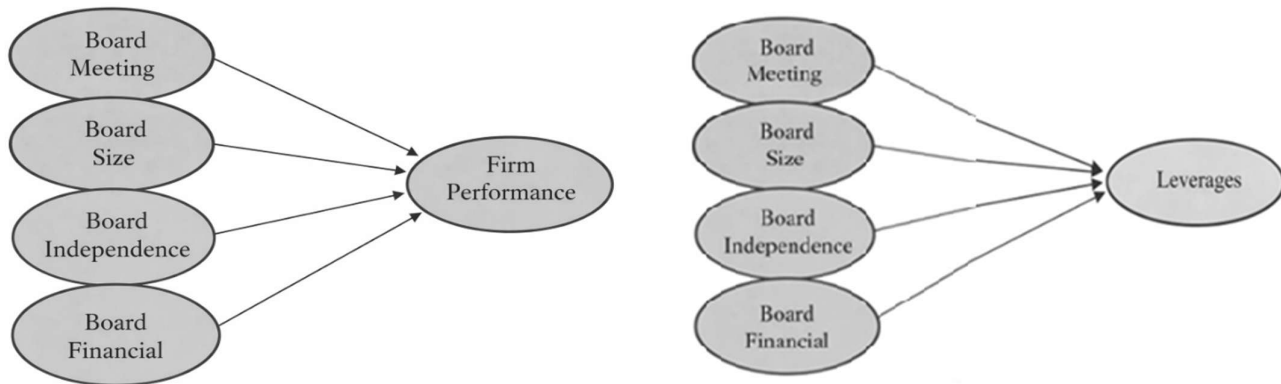 Board
Meeting
Board
Size
Board
Independence
Board
Financial
Firm
Performance
Board
Meeting
Board
Size
Board
Independence
Board
Financial
Leverages